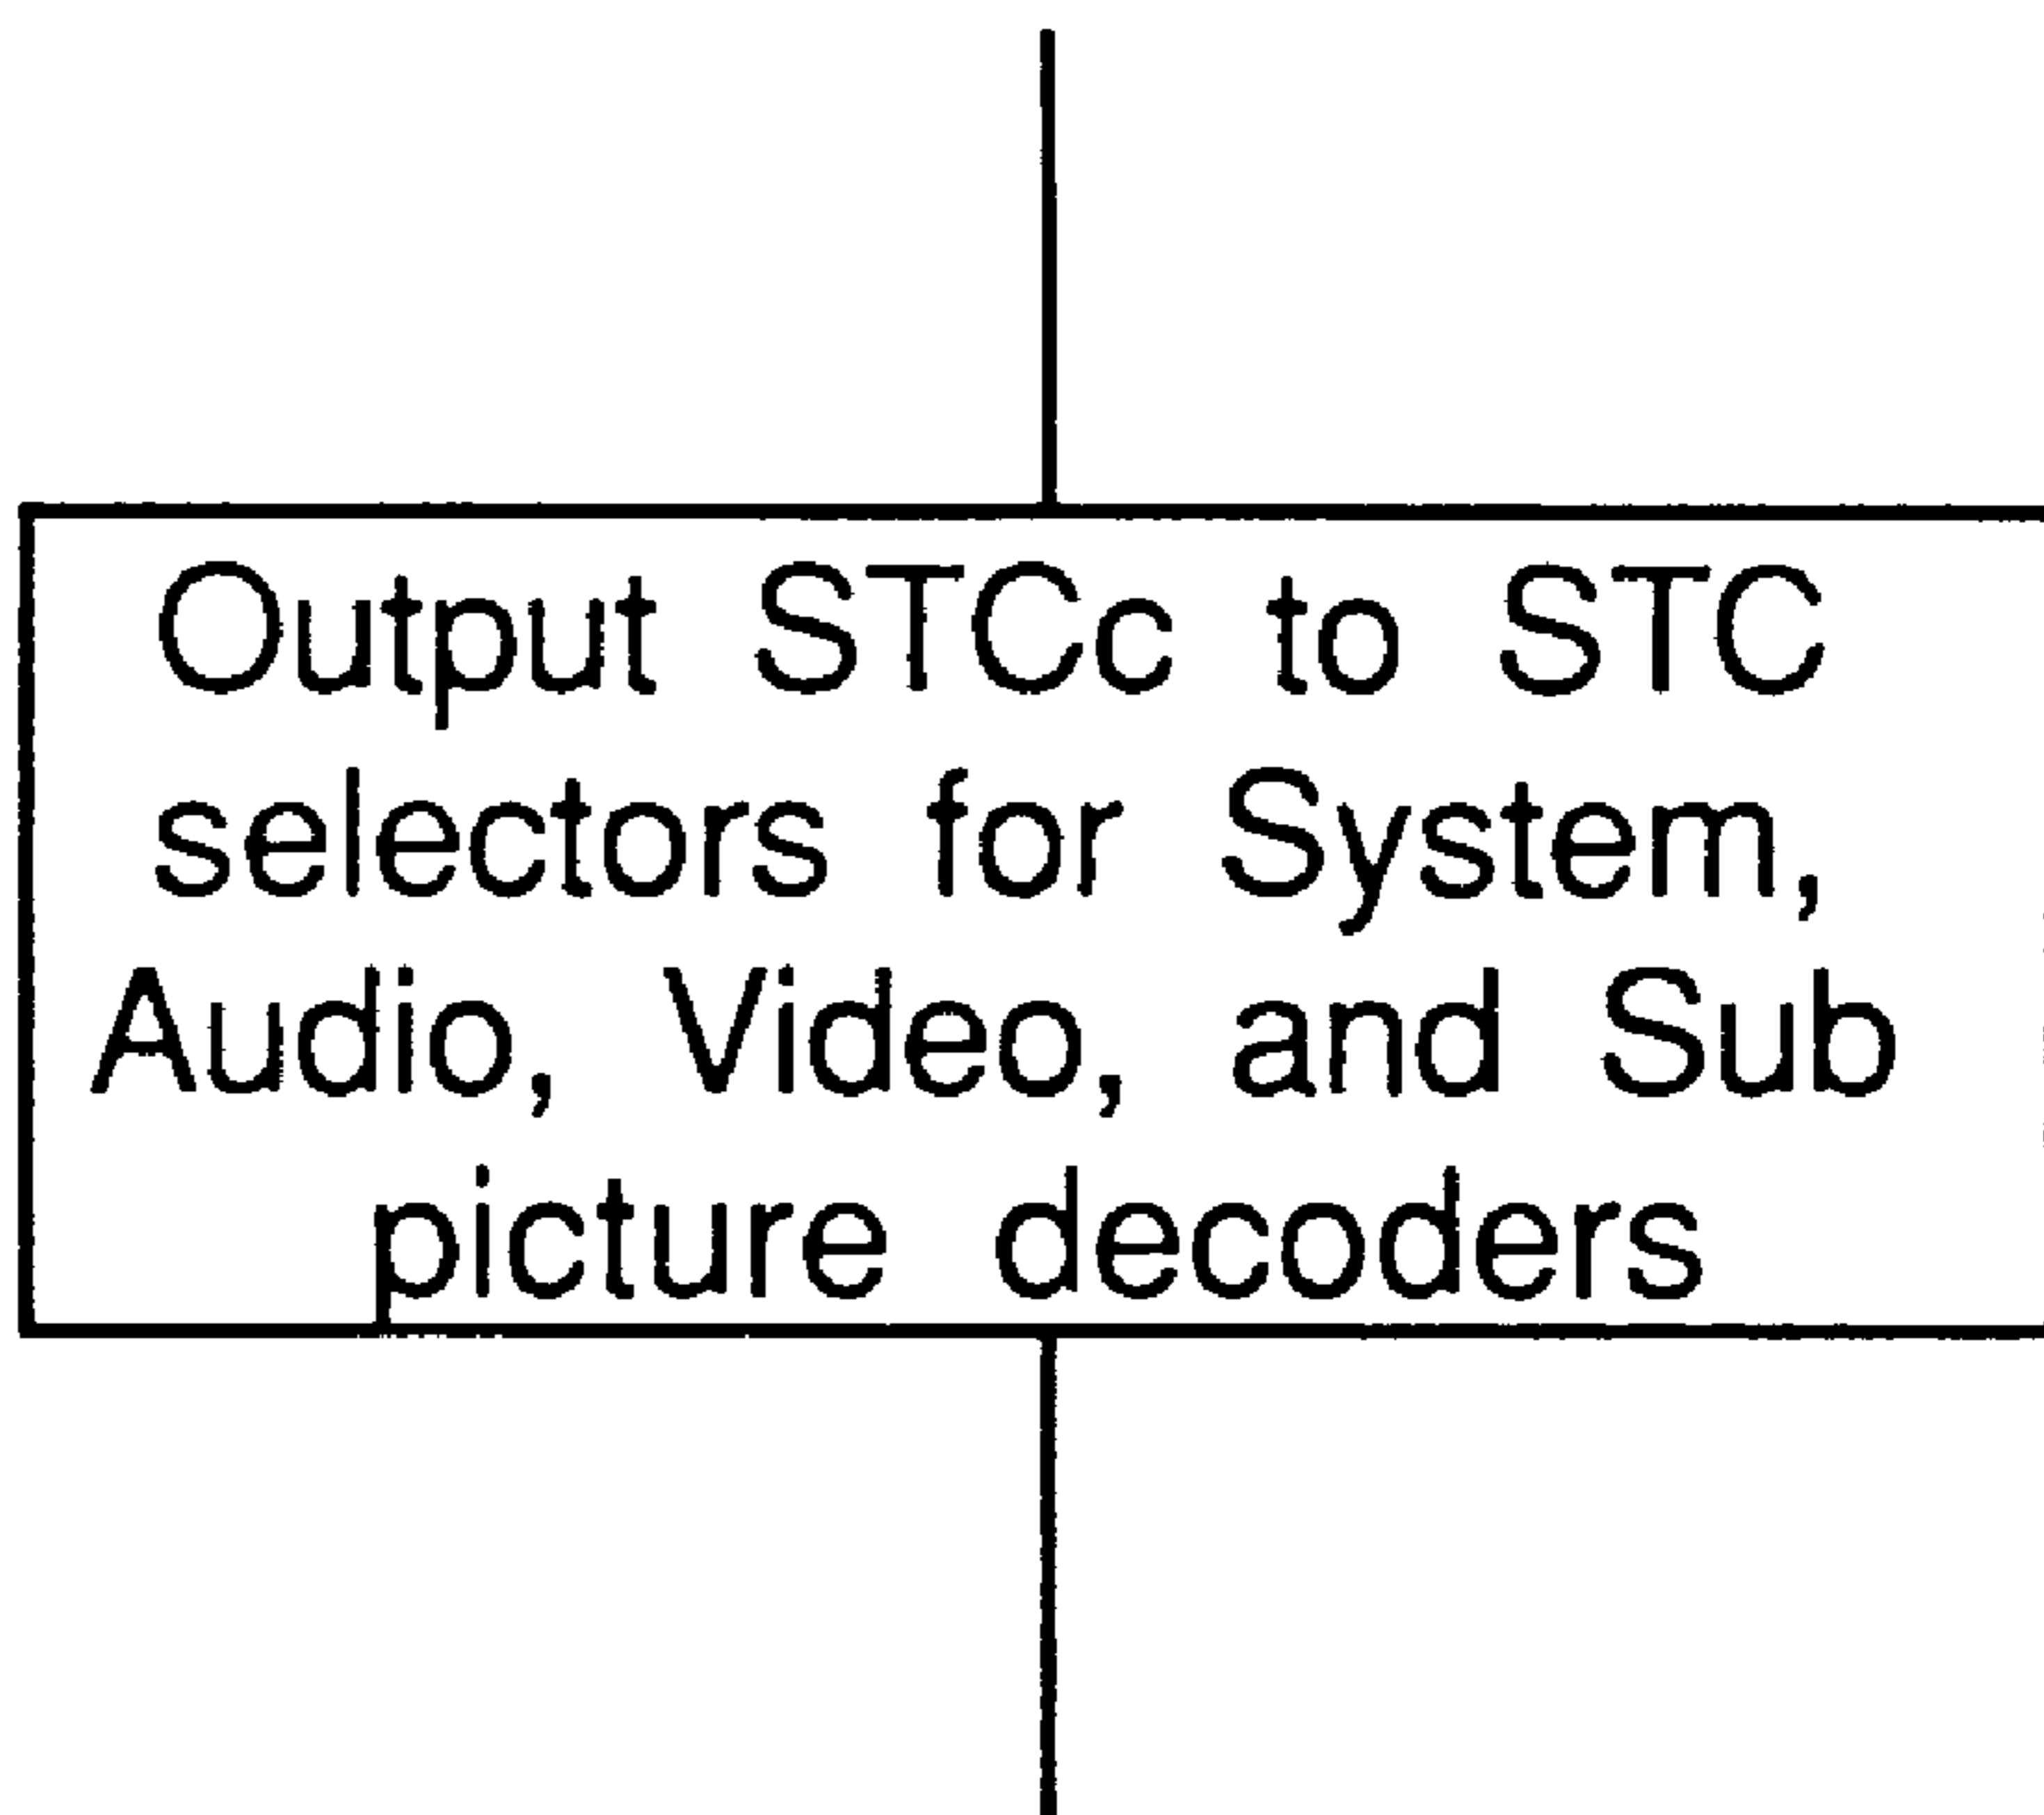 Output STCc to STC
selectors for System,
Audio, Video, and Sub
picture decoders